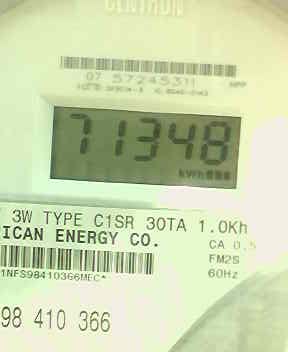 CENTRON
07 57245311
71348
kWh
3W TYPE C1SR 30TA 1.0Kh
ICAN ENERGY CO.
CA 0.5
FM2S
60Hz
1NFS98410366MEC*
98 410 366